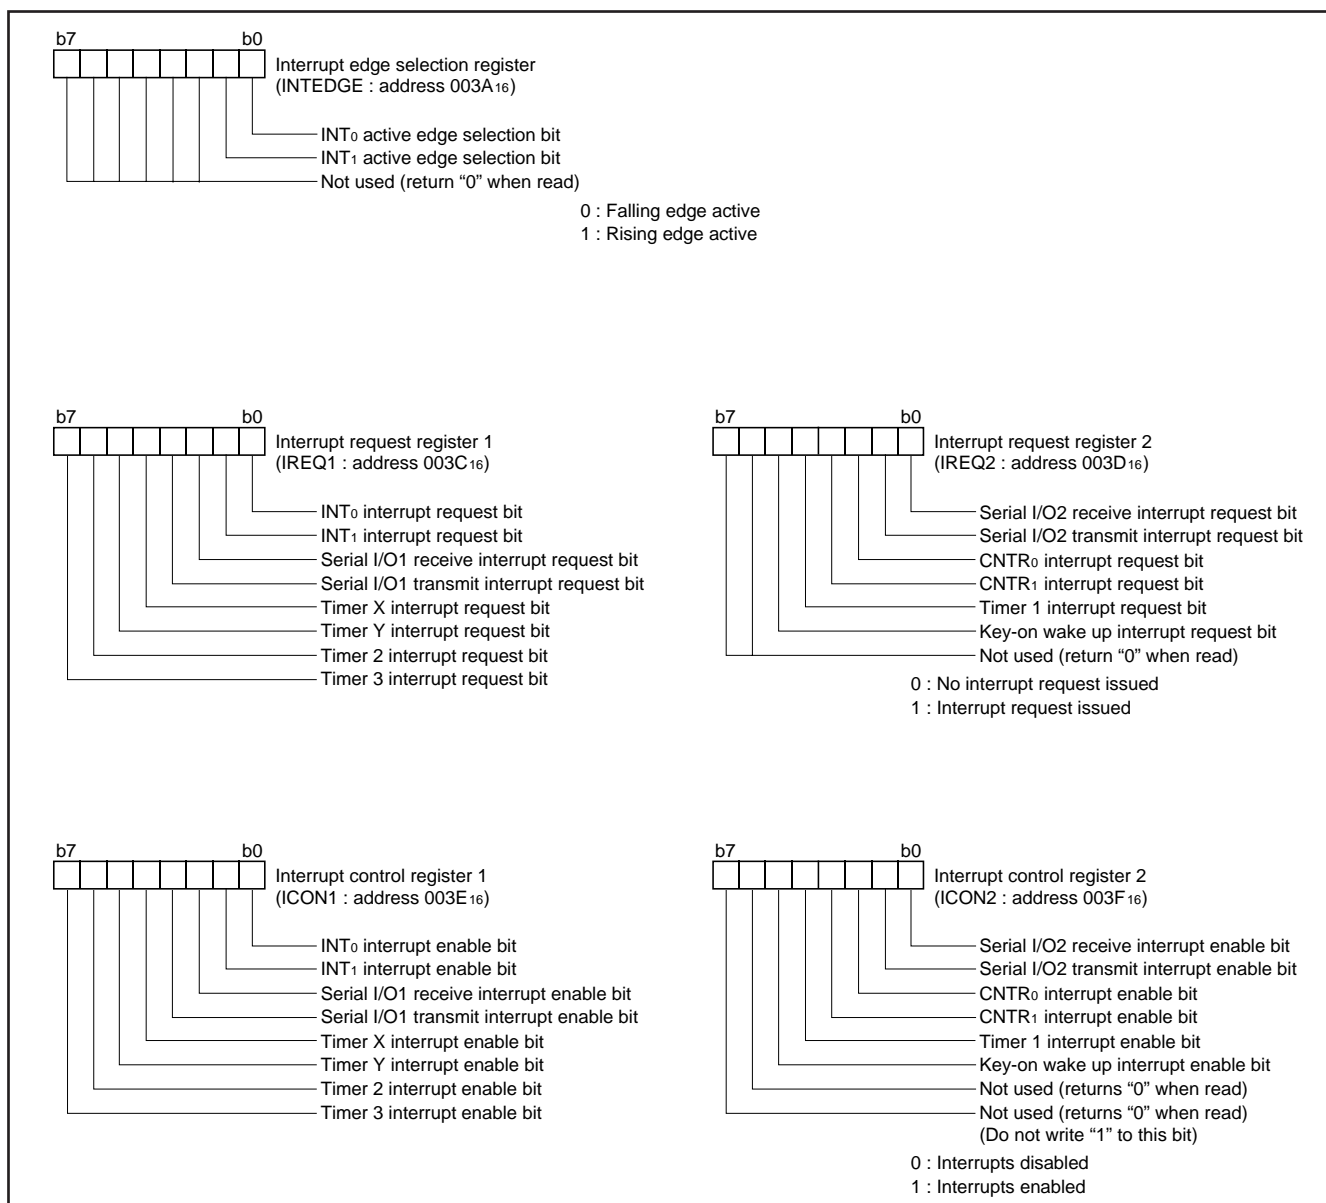 b7 b0
Interrupt edge selection register
(INTEDGE : address 003A16)
INT0 active edge selection bit
INT1 active edge selection bit
Not used (return “0” when read)
0 : Falling edge active
1 : Rising edge active
b7 b0
Interrupt request register 1
(IREQ1 : address 003C16)
INT0 interrupt request bit
INT1 interrupt request bit
Serial I/O1 receive interrupt request bit
Serial I/O1 transmit interrupt request bit
Timer X interrupt request bit
Timer Y interrupt request bit
Timer 2 interrupt request bit
Timer 3 interrupt request bit
b7 b0
Interrupt request register 2
(IREQ2 : address 003D16)
Serial I/O2 receive interrupt request bit
Serial I/O2 transmit interrupt request bit
CNTR0 interrupt request bit
CNTR1 interrupt request bit
Timer 1 interrupt request bit
Key-on wake up interrupt request bit
Not used (return “0” when read)
0 : No interrupt request issued
1 : Interrupt request issued
b7 b0
Interrupt control register 1
(ICON1 : address 003E16)
INT0 interrupt enable bit
INT1 interrupt enable bit
Serial I/O1 receive interrupt enable bit
Serial I/O1 transmit interrupt enable bit
Timer X interrupt enable bit
Timer Y interrupt enable bit
Timer 2 interrupt enable bit
Timer 3 interrupt enable bit
b7 b0
Interrupt control register 2
(ICON2 : address 003F16)
Serial I/O2 receive interrupt enable bit
Serial I/O2 transmit interrupt enable bit
CNTR0 interrupt enable bit
CNTR1 interrupt enable bit
Timer 1 interrupt enable bit
Key-on wake up interrupt enable bit
Not used (returns “0” when read)
Not used (returns “0” when read)
(Do not write “1” to this bit)
0 : Interrupts disabled
1 : Interrupts enabled